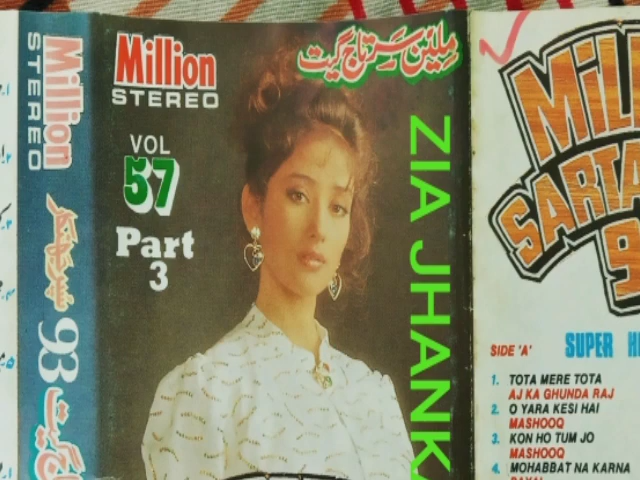 Million
STEREO
93
Million
STEREO
VOL
57
Part
3
ملین سرتاج گیت
ZIA JHANK
SARTA
SIDE 'A'
SUPER
1. TOTA MERE TOTA
AJ KA GHUNDA RAJ
2. O YARA KESI HAI
MASHOOQ
3. KON HO TUM JO
MASHOOQ
4. MOHABBAT NA KARNA